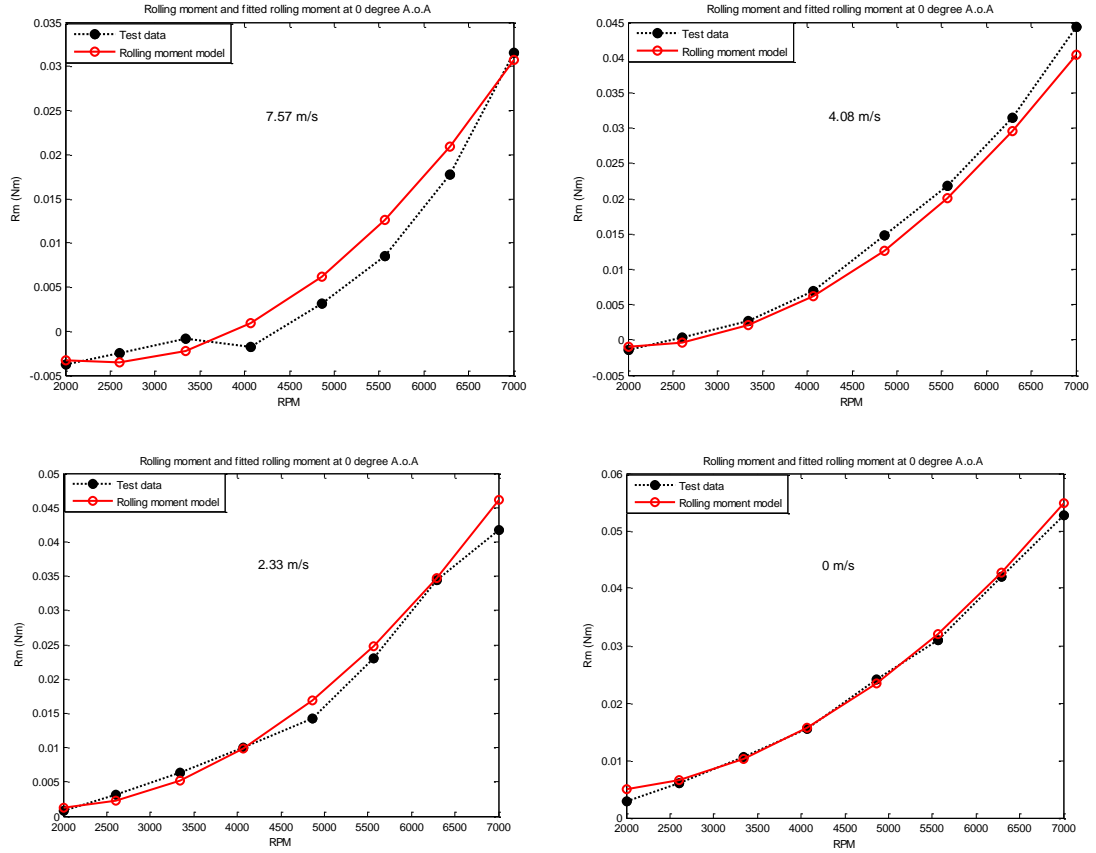 Rolling moment and fitted rolling moment at 0 degree A.o.A
0.035
0.03
0.025
0.02
0.015
0.01
0.005
0
-0.005
Rm (Nm)
Test data
Rolling moment model
7.57 m/s
2000 2500 3000 3500 4000 4500 5000 5500 6000 6500 7000
RPM
Rolling moment and fitted rolling moment at 0 degree A.o.A
0.045
0.04
0.035
0.03
0.025
0.02
0.015
0.01
0.005
0
-0.005
Rm (Nm)
Test data
Rolling moment model
4.08 m/s
2000 2500 3000 3500 4000 4500 5000 5500 6000 6500 7000
RPM
Rolling moment and fitted rolling moment at 0 degree A.o.A
0.05
0.045
0.04
0.035
0.03
0.025
0.02
0.015
0.01
0.005
0
Rm (Nm)
Test data
Rolling moment model
2.33 m/s
2000 2500 3000 3500 4000 4500 5000 5500 6000 6500 7000
RPM
Rolling moment and fitted rolling moment at 0 degree A.o.A
0.06
0.05
0.04
0.03
0.02
0.01
0
Rm (Nm)
Test data
Rolling moment model
0 m/s
2000 2500 3000 3500 4000 4500 5000 5500 6000 6500 7000
RPM